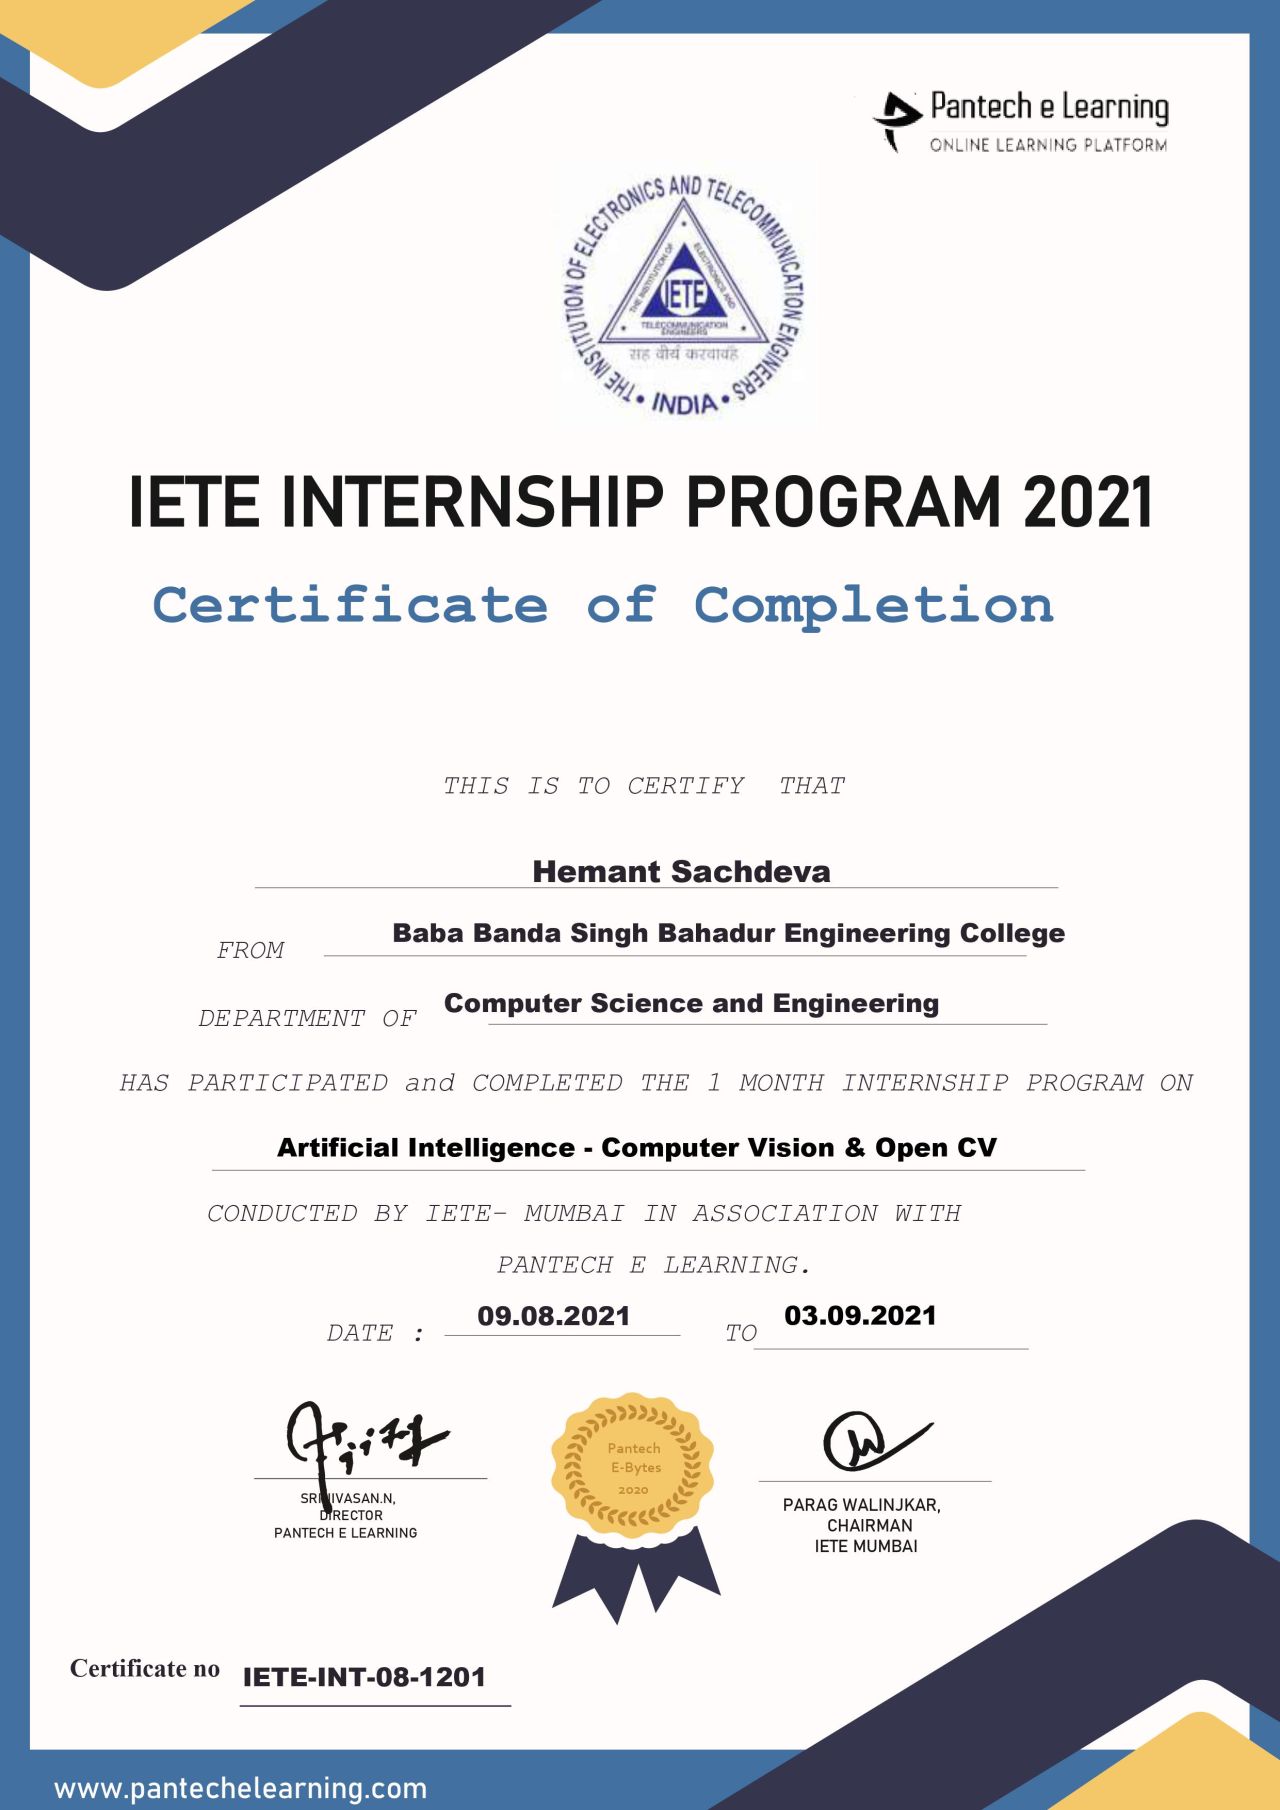 Pantech e Learning
ONLINE LEARNING PLATFORM
THE INSTITUTION OF ELECTRONICS AND TELECOMMUNICATION ENGINEERS
• INDIA •
THE INSTITUTION OF
ELECTRONICS AND
IETE
TELECOMMUNICATION
ENGINEERS
सह वीर्यं करवावहै
IETE INTERNSHIP PROGRAM 2021
Certificate of Completion
THIS IS TO CERTIFY THAT
Hemant Sachdeva
FROM Baba Banda Singh Bahadur Engineering College
DEPARTMENT OF Computer Science and Engineering
HAS PARTICIPATED and COMPLETED THE 1 MONTH INTERNSHIP PROGRAM ON
Artificial Intelligence - Computer Vision & Open CV
CONDUCTED BY IETE- MUMBAI IN ASSOCIATION WITH
PANTECH E LEARNING.
DATE : 09.08.2021 TO 03.09.2021
SRINIVASAN.N,
DIRECTOR
PANTECH E LEARNING
Pantech
E-Bytes
2020
PARAG WALINJKAR,
CHAIRMAN
IETE MUMBAI
Certificate no IETE-INT-08-1201
www.pantechelearning.com